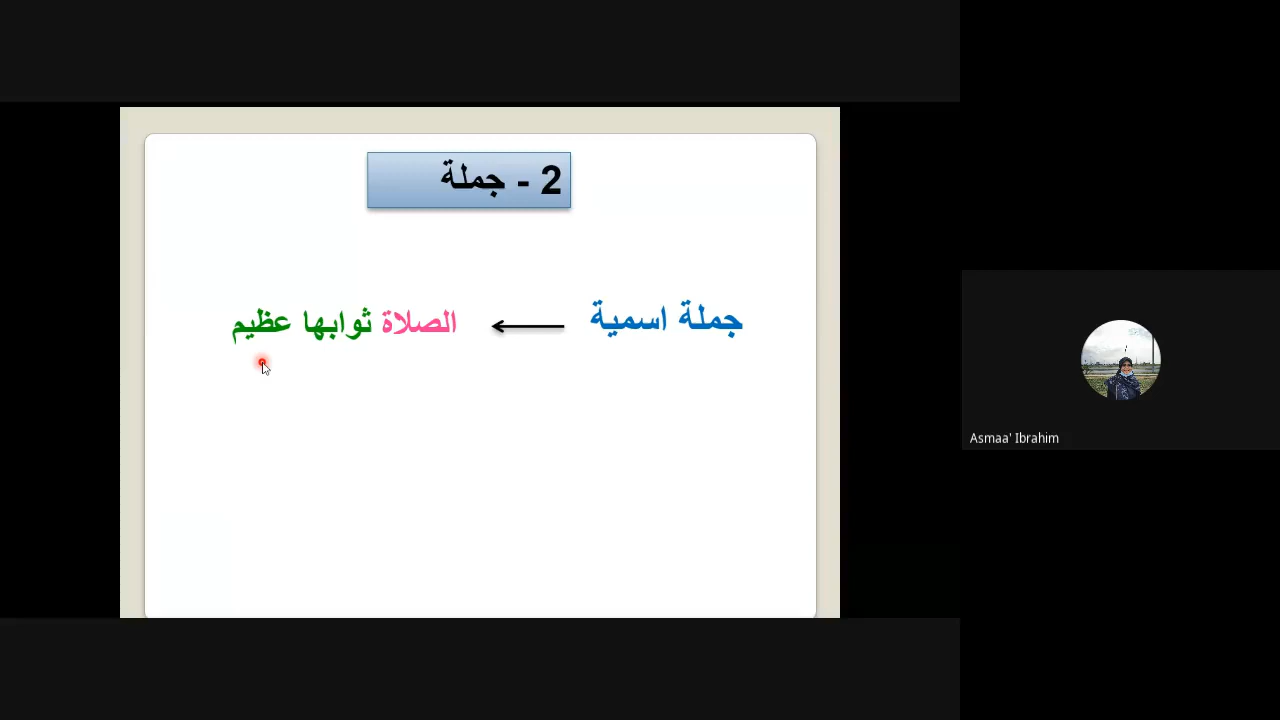 2 - جملة
جملة اسمية ← الصلاة ثوابها عظيم
Asmaa' Ibrahim